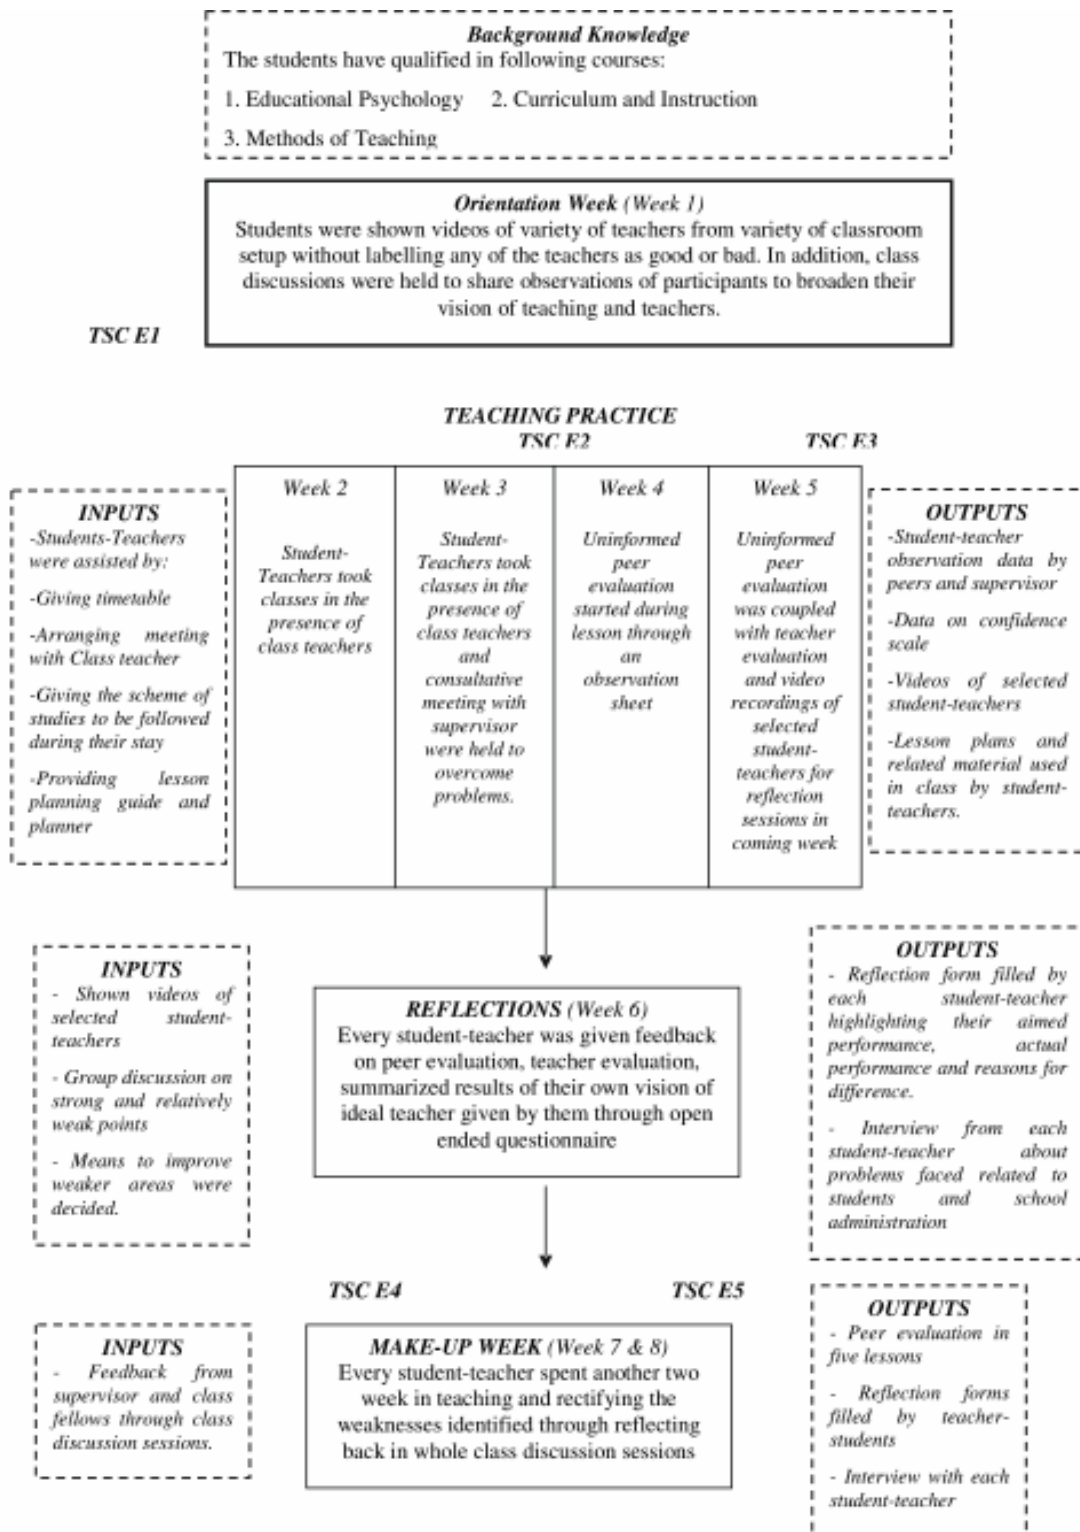 Background Knowledge
The students have qualified in following courses:
1. Educational Psychology 2. Curriculum and Instruction
3. Methods of Teaching
Orientation Week (Week 1)
Students were shown videos of variety of teachers from variety of classroom
setup without labelling any of the teachers as good or bad. In addition, class
discussions were held to share observations of participants to broaden their
vision of teaching and teachers.
TSC E1
TEACHING PRACTICE
TSC E2
TSC E3
INPUTS
-Students-Teachers
were assisted by:
-Giving timetable
-Arranging meeting
with Class teacher
-Giving the scheme of
studies to be followed
during their stay
-Providing lesson
planning guide and
planner
Week 2
Student-
Teachers took
classes in the
presence of
class teachers
Week 3
Student-
Teachers took
classes in the
presence of
class teachers
and
consultative
meeting with
supervisor
were held to
overcome
problems.
Week 4
Uninformed
peer
evaluation
started during
lesson through
an
observation
sheet
Week 5
Uninformed
peer
evaluation
was coupled
with teacher
evaluation
and video
recordings of
selected
student-
teachers for
reflection
sessions in
coming week
OUTPUTS
-Student-teacher
observation data by
peers and supervisor
-Data on confidence
scale
-Videos of selected
student-teachers
-Lesson plans and
related material used
in class by student-
teachers.
INPUTS
- Shown videos of
selected student-
teachers
- Group discussion on
strong and relatively
weak points
- Means to improve
weaker areas were
decided.
REFLECTIONS (Week 6)
Every student-teacher was given feedback
on peer evaluation, teacher evaluation,
summarized results of their own vision of
ideal teacher given by them through open
ended questionnaire
OUTPUTS
- Reflection form filled by
each student-teacher
highlighting their aimed
performance, actual
performance and reasons for
difference.
- Interview from each
student-teacher about
problems faced related to
students and school
administration
TSC E4
TSC E5
INPUTS
- Feedback from
supervisor and class
fellows through class
discussion sessions.
MAKE-UP WEEK (Week 7 & 8)
Every student-teacher spent another two
week in teaching and rectifying the
weaknesses identified through reflecting
back in whole class discussion sessions
OUTPUTS
- Peer evaluation in
five lessons
- Reflection forms
filled by teacher-
students
- Interview with each
student-teacher